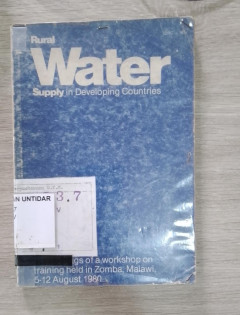 Rural
Water
Supply in Developing Countries
3.7
N UNTIDAR
gs of a workshop on
training held in Zomba, Malawi,
5-12 August 1980